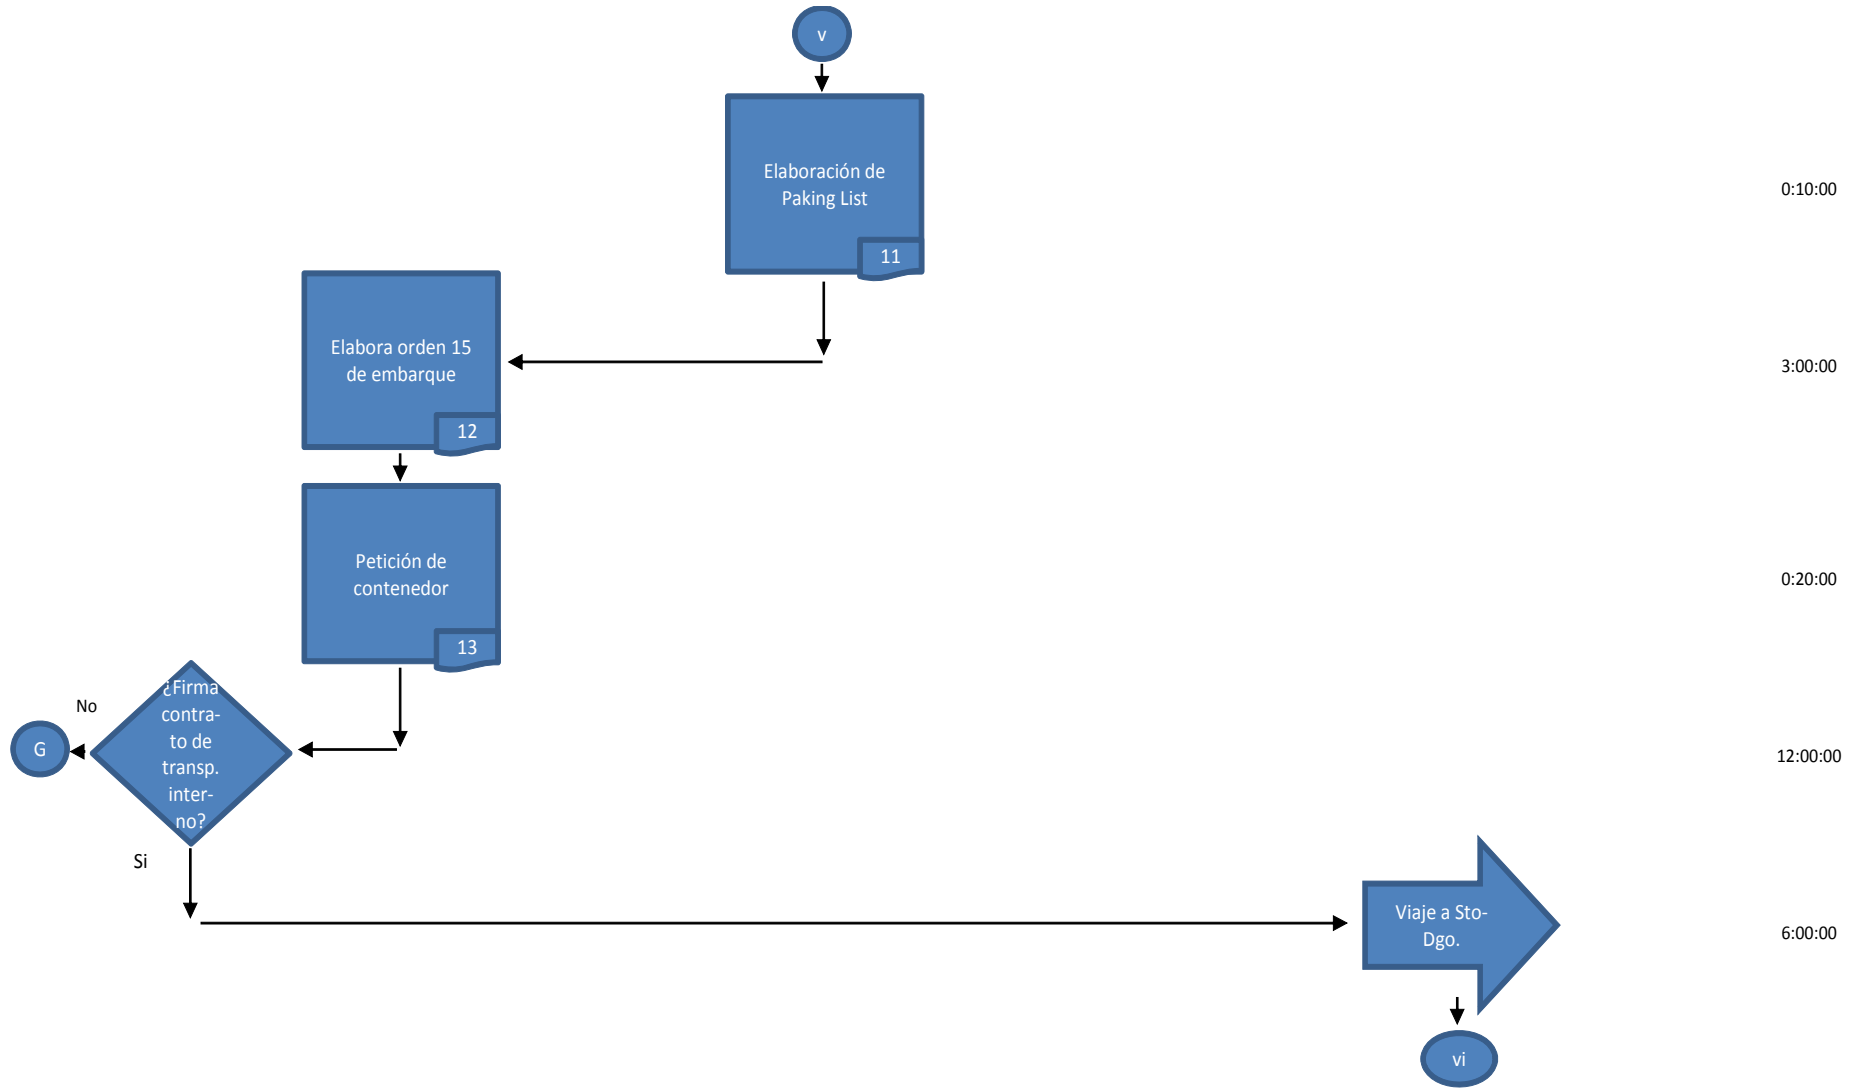 v
Elaboración de
Paking List
0:10:00
11
Elabora orden 15
de embarque
3:00:00
12
Petición de
contenedor
0:20:00
13
¿Firma
contra-
to de
transp.
inter-
no?
No
G
12:00:00
Si
Viaje a Sto-
Dgo.
6:00:00
vi